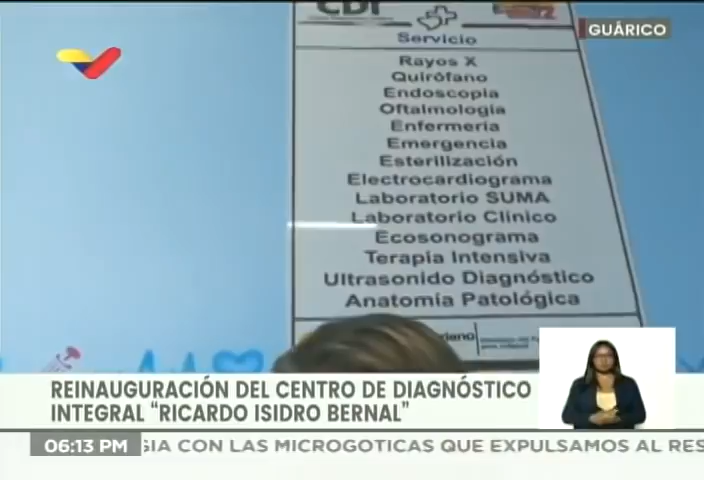 CDI
GUÁRICO
Servicio
Rayos X
Quirófano
Endoscopia
Oftalmología
Enfermería
Emergencia
Esterilización
Electrocardiograma
Laboratorio SUMA
Laboratorio Clínico
Ecosonograma
Terapia Intensiva
Ultrasonido Diagnóstico
Anatomía Patológica
REINAUGURACIÓN DEL CENTRO DE DIAGNÓSTICO
INTEGRAL “RICARDO ISIDRO BERNAL”
06:13 PM CON LAS MICROGOTICAS QUE EXPULSAMOS AL